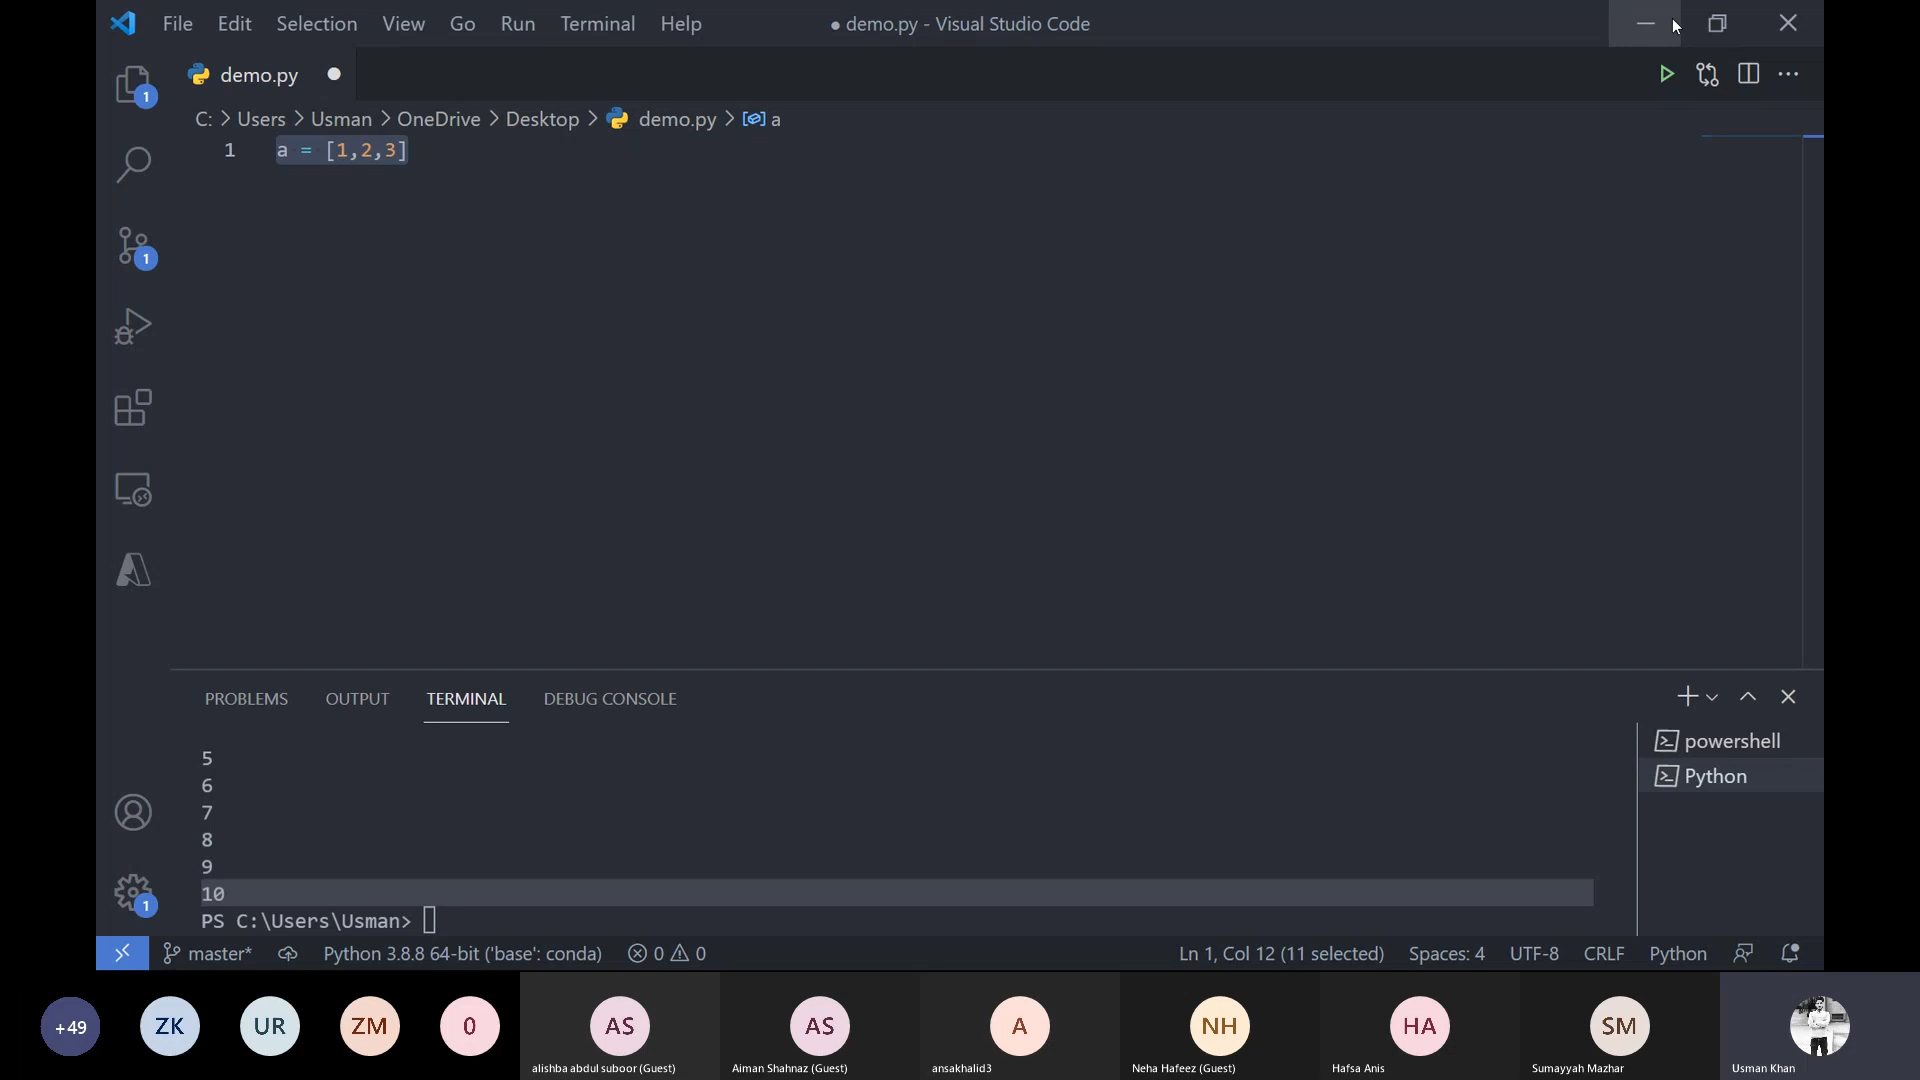 File Edit Selection View Go Run Terminal Help
● demo.py - Visual Studio Code
demo.py
C: > Users > Usman > OneDrive > Desktop > demo.py > a
1 a = [1,2,3]
1
1
PROBLEMS OUTPUT TERMINAL DEBUG CONSOLE
powershell
Python
5
6
7
8
9
10
PS C:\Users\Usman>
1
master* Python 3.8.8 64-bit ('base': conda) 0 0 Ln 1, Col 12 (11 selected) Spaces: 4 UTF-8 CRLF Python
+49 ZK UR ZM 0 AS AS A NH HA SM
alishba abdul suboor (Guest) Aiman Shahnaz (Guest) ansakhalid3 Neha Hafeez (Guest) Hafsa Anis Sumayyah Mazhar Usman Khan